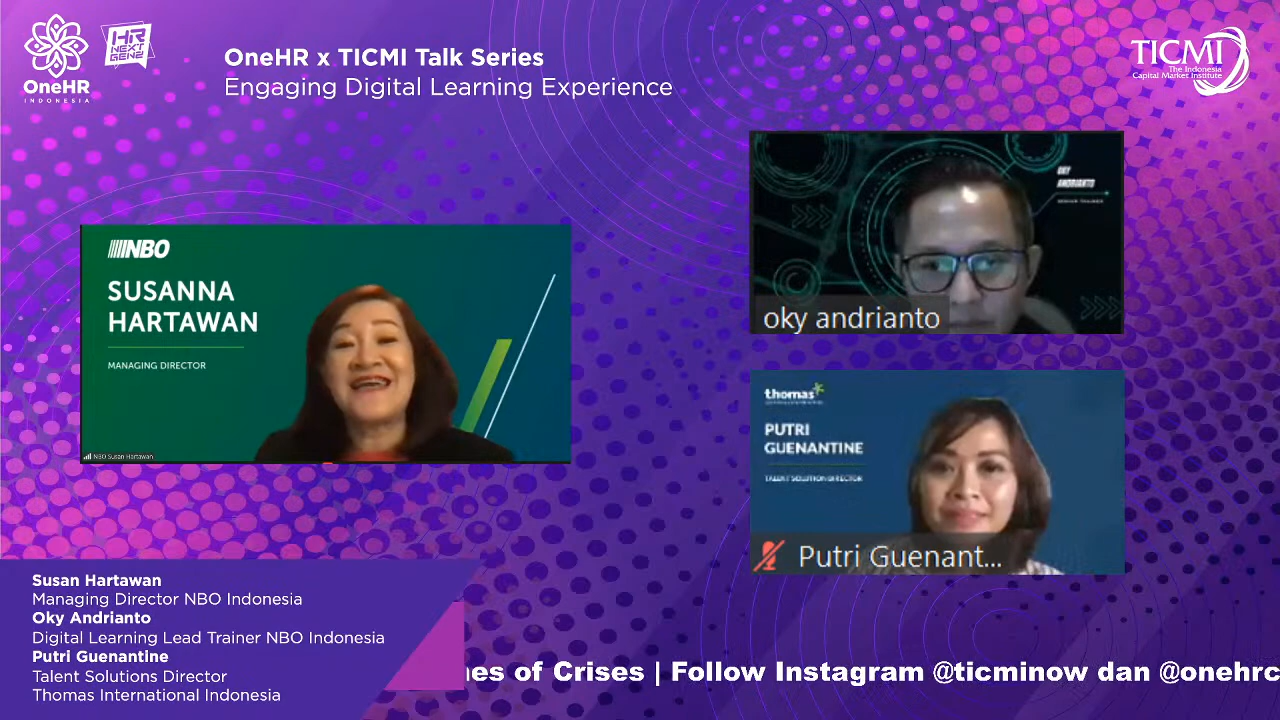 OneHR
INDONESIA
HR
NEXT
GEN
OneHR x TICMI Talk Series
Engaging Digital Learning Experience
TICMI
The Indonesia
Capital Market Institute
NBO
SUSANNA
HARTAWAN
MANAGING DIRECTOR
NBO Susan Hartawan
OKY
ANDRIANTO
oky andrianto
thomas
PUTRI
GUENANTINE
TALENT SOLUTION DIRECTOR
Putri Guenant...
Susan Hartawan
Managing Director NBO Indonesia
Oky Andrianto
Digital Learning Lead Trainer NBO Indonesia
Putri Guenantine
Talent Solutions Director
Thomas International Indonesia
of Crises | Follow Instagram @ticminow dan @onehrc